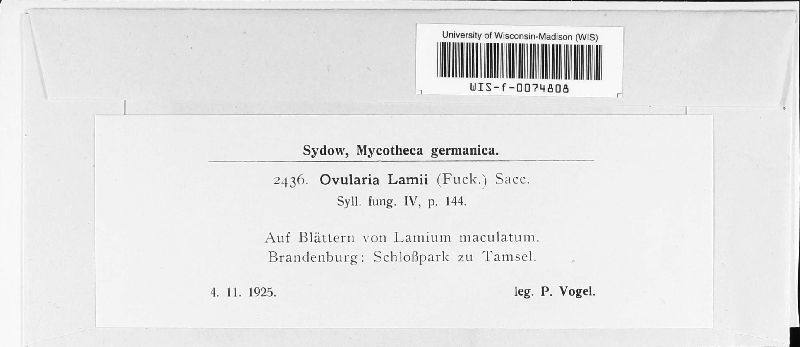 University of Wisconsin-Madison (WIS)
WIS-f-0074808
Sydow, Mycotheca germanica.
2436. Ovularia Lamii (Fuck.) Sacc.
Syll. fung. IV, p. 144.
Auf Blättern von Lamium maculatum.
Brandenburg: Schloßpark zu Tamsel.
4. 11. 1925. leg. P. Vogel.